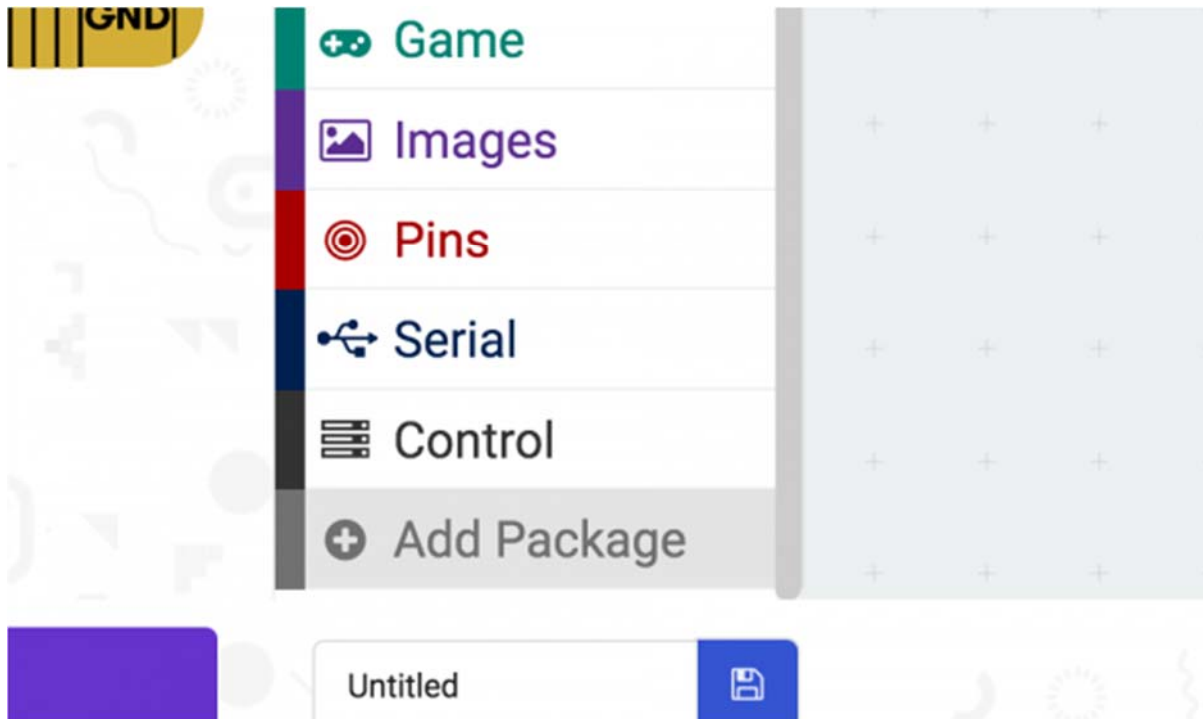 GND
Game
Images
Pins
Serial
Control
Add Package
Untitled